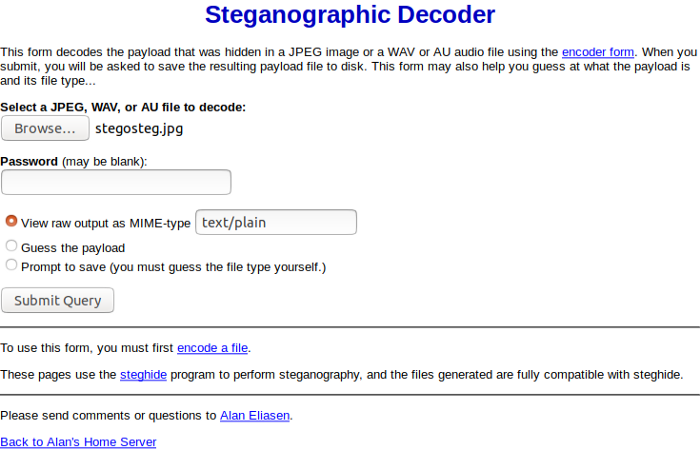 Steganographic Decoder
This form decodes the payload that was hidden in a JPEG image or a WAV or AU audio file using the encoder form. When you
submit, you will be asked to save the resulting payload file to disk. This form may also help you guess at what the payload is
and its file type...
Select a JPEG, WAV, or AU file to decode:
Browse... stegosteg.jpg
Password (may be blank):
View raw output as MIME-type text/plain
Guess the payload
Prompt to save (you must guess the file type yourself.)
Submit Query
To use this form, you must first encode a file.
These pages use the steghide program to perform steganography, and the files generated are fully compatible with steghide.
Please send comments or questions to Alan Eliasen.
Back to Alan's Home Server